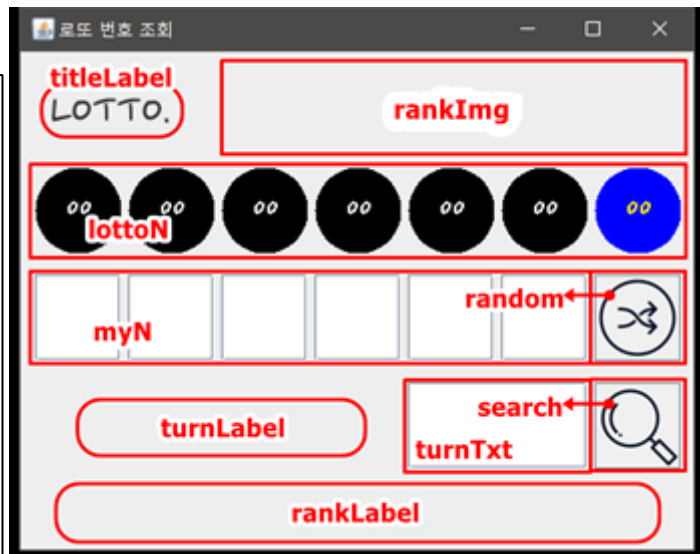 로또 번호 조회
titleLabel
LOTTO.
rankImg
00 00 00 00 00 00 00
lottoN
random
myN
search
turnLabel
turnTxt
rankLabel